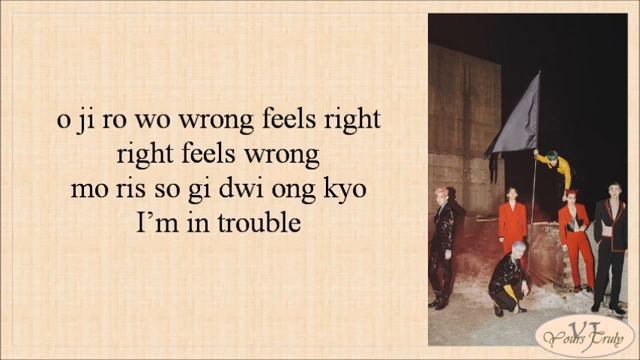 o ji ro wo wrong feels right
right feels wrong
mo ris so gi dwi ong kyo
I’m in trouble
VJ
Yours Truly